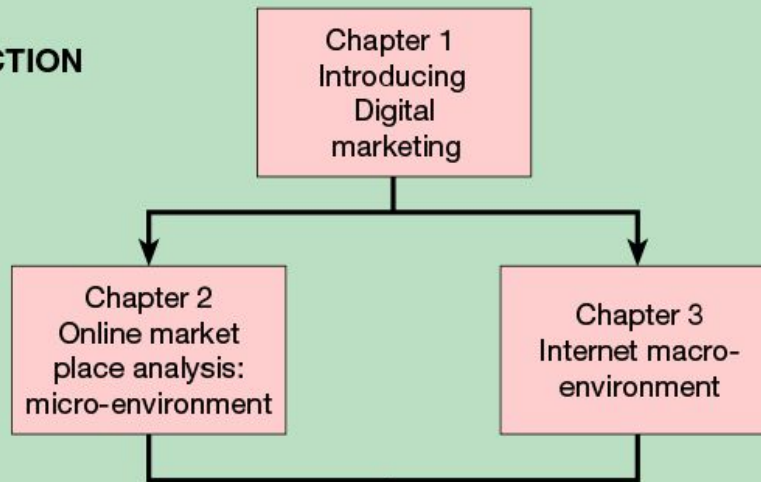 CTION
Chapter 1
Introducing
Digital
marketing
Chapter 2
Online market
place analysis:
micro-environment
Chapter 3
Internet macro-
environment